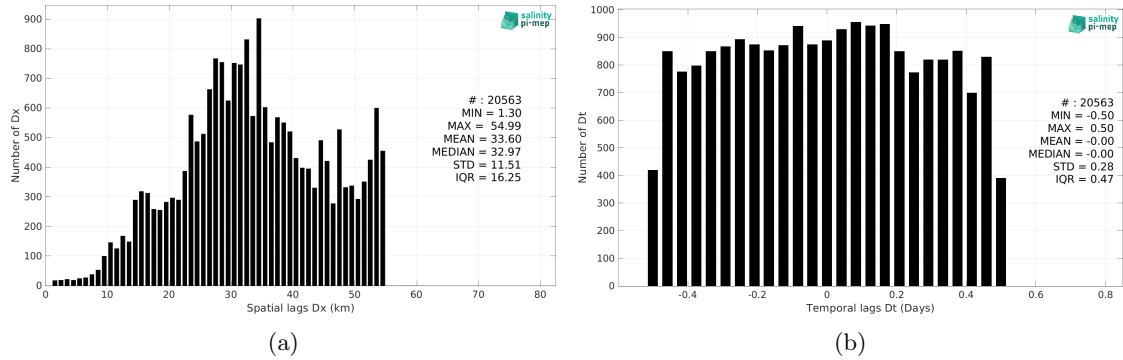 900
800
700
600
500
400
300
200
100
0
Number of Dx
0 10 20 30 40 50 60 70 80
Spatial lags Dx (km)
salinity
pi-mep
# : 20563
MIN = 1.30
MAX = 54.99
MEAN = 33.60
MEDIAN = 32.97
STD = 11.51
IQR = 16.25
(a)
1000
900
800
700
600
500
400
300
200
100
0
Number of Dt
-0.4 -0.2 0 0.2 0.4 0.6 0.8
Temporal lags Dt (Days)
salinity
pi-mep
# : 20563
MIN = -0.50
MAX = 0.50
MEAN = -0.00
MEDIAN = -0.00
STD = 0.28
IQR = 0.47
(b)